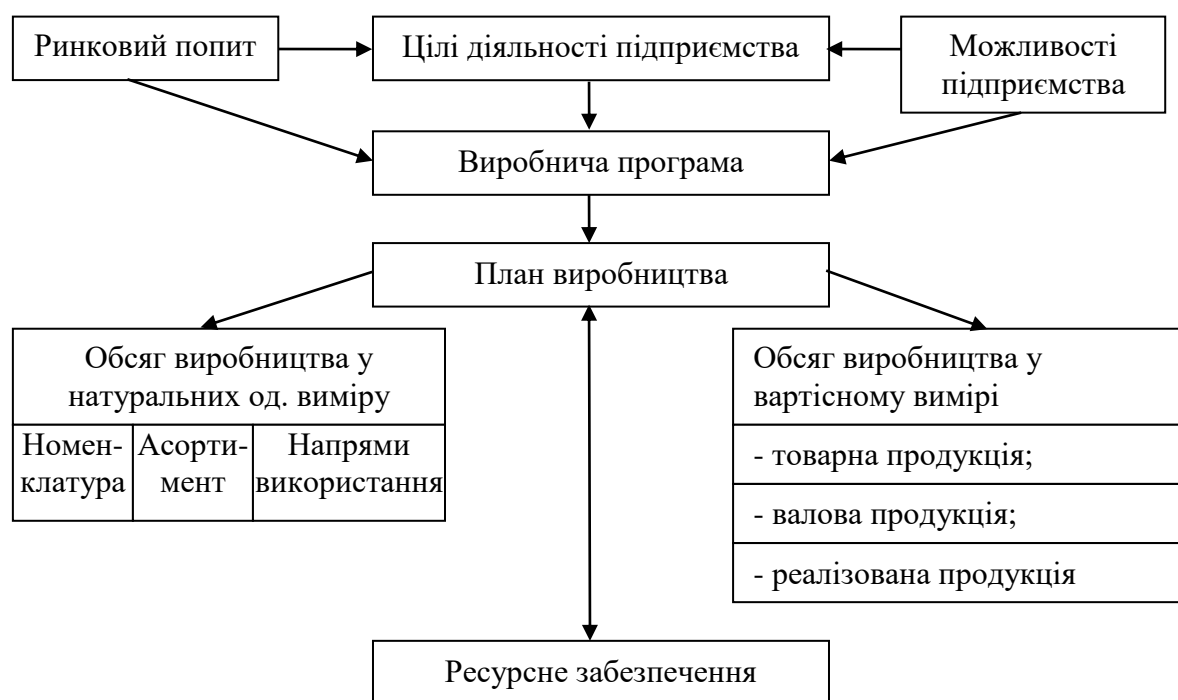 Ринковий попит
Цілі діяльності підприємства
Можливості
підприємства
Виробнича програма
План виробництва
Обсяг виробництва у
натуральних од. виміру
Номен-
клатура
Асорти-
мент
Напрями
використання
Обсяг виробництва у
вартісному вимірі
- товарна продукція;
- валова продукція;
- реалізована продукція
Ресурсне забезпечення